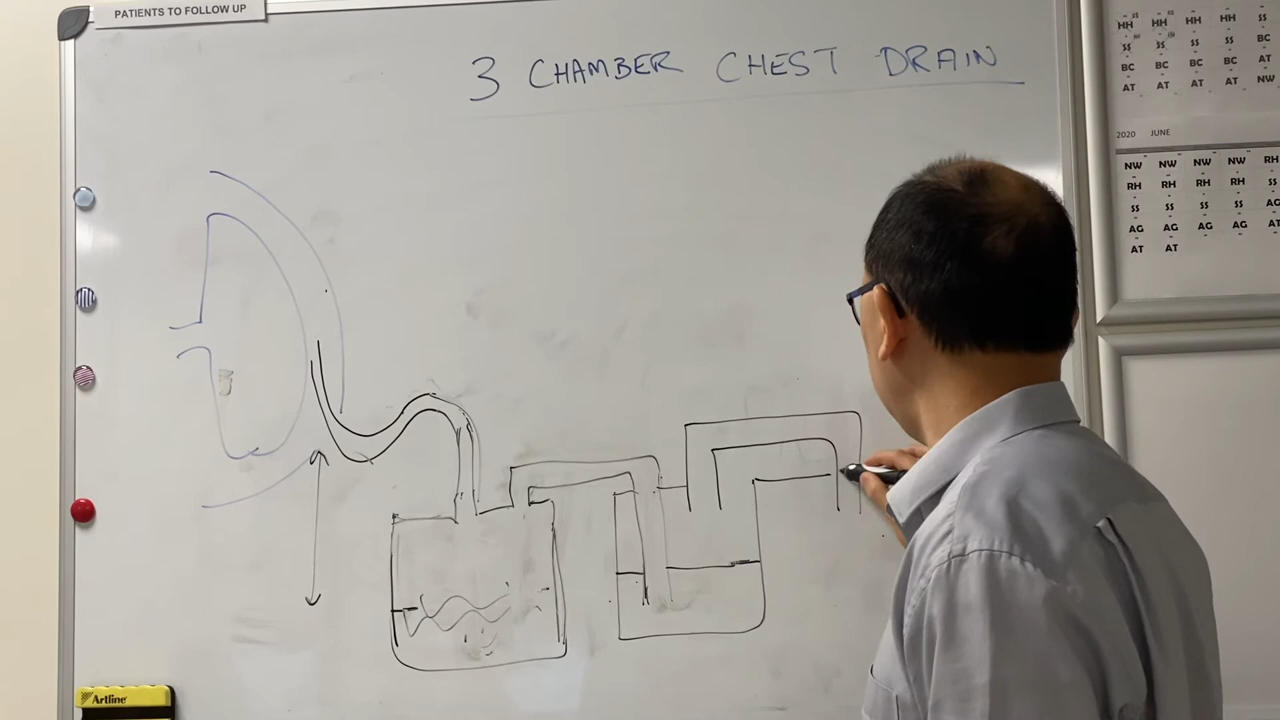 PATIENTS TO FOLLOW UP
3 CHAMBER CHEST DRAIN
HH HH HH HH SS
SS SS SS SS BC
BC BC BC BC AT
AT AT AT AT NW
2020 JUNE
NW NW NW NW RH
RH RH RH RH SS
SS SS SS SS AG
AG AG AG AG AT
AT AT
Artline